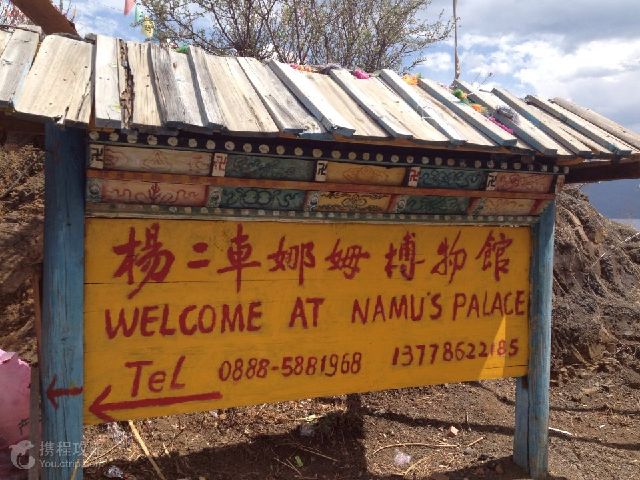 楊二車娜姆博物館
WELCOME AT NAMU'S PALACE
TeL 0888-5881968 13778622185
携程攻
You.ctrip.com